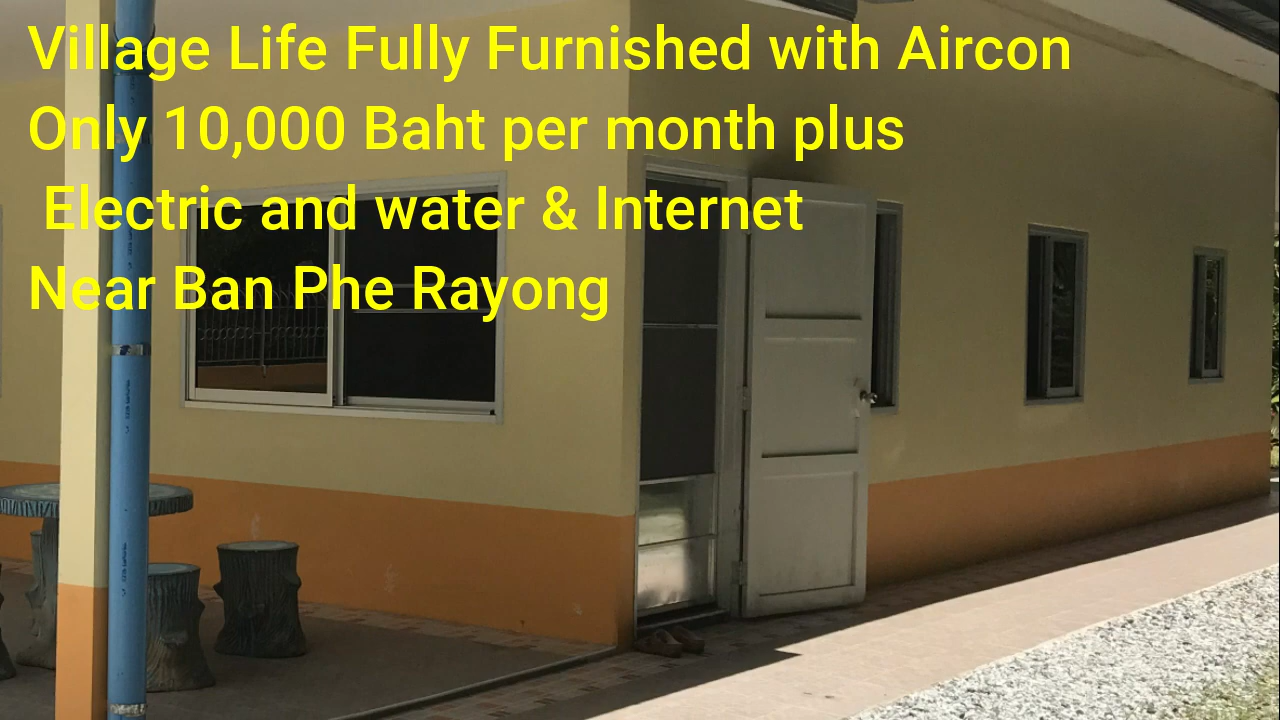 Village Life Fully Furnished with Aircon
Only 10,000 Baht per month plus
Electric and water & Internet
Near Ban Phe Rayong